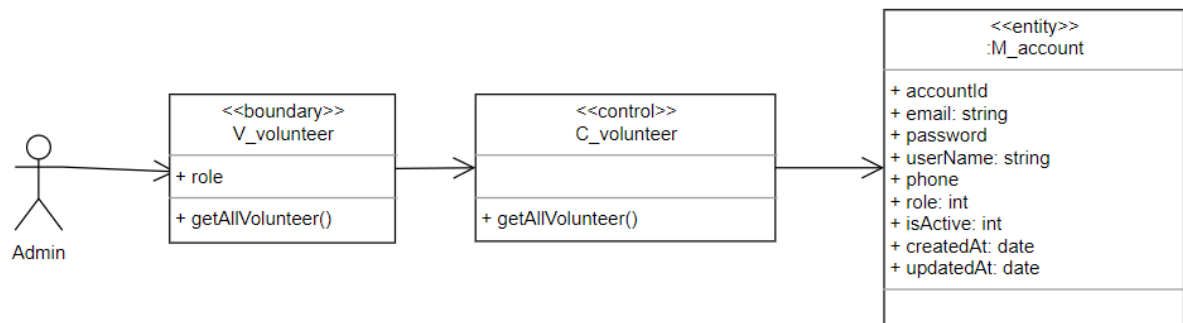 Admin
<<boundary>>
V_volunteer
+ role
+ getAllVolunteer()
<<control>>
C_volunteer
+ getAllVolunteer()
<<entity>>
:M_account
+ accountId
+ email: string
+ password
+ userName: string
+ phone
+ role: int
+ isActive: int
+ createdAt: date
+ updatedAt: date